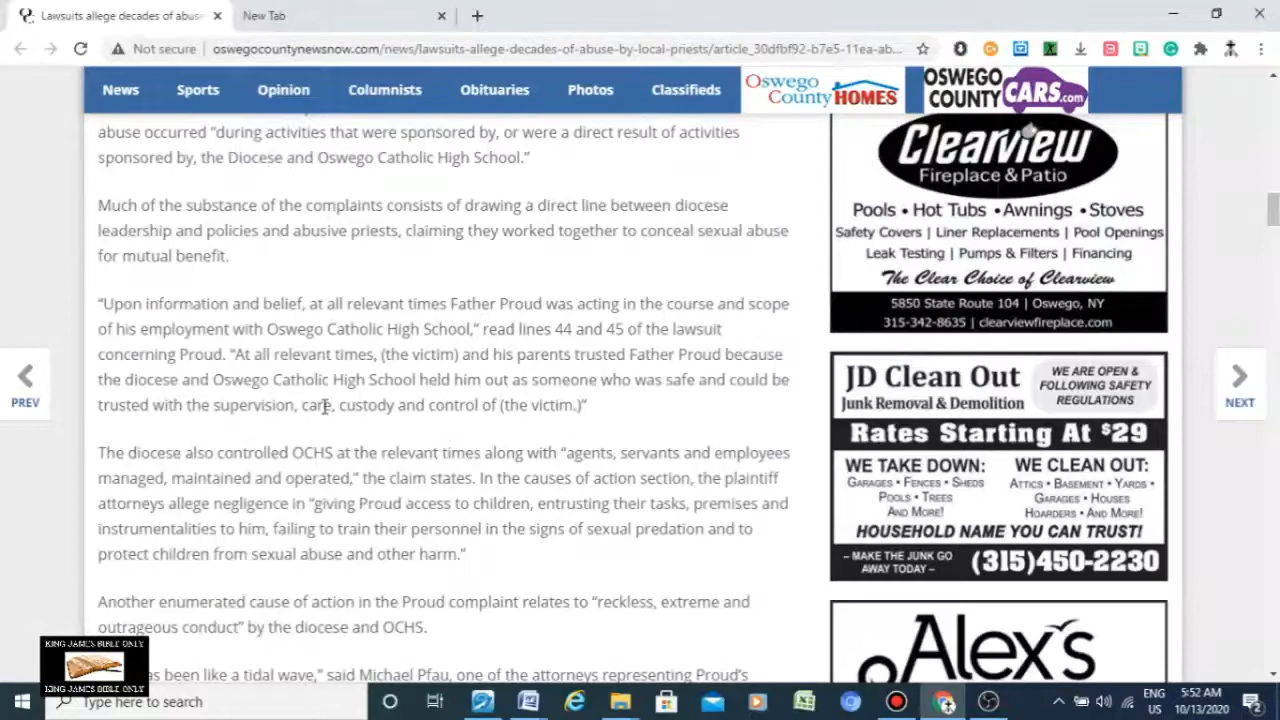 Lawsuits allege decades of abus
New Tab
Not secure
oswegocountynewsnow.com/news/lawsuits-allege-decades-of-abuse-by-local-priests/article_30dfbf92-b7e5-11ea-ab...
News
Sports
Opinion
Columnists
Obituaries
Photos
Classifieds
Oswego
County HOMES
OSWEGO
COUNTY CARS.com
abuse occurred “during activities that were sponsored by, or were a direct result of activities
sponsored by, the Diocese and Oswego Catholic High School.”
Much of the substance of the complaints consists of drawing a direct line between diocese
leadership and policies and abusive priests, claiming they worked together to conceal sexual abuse
for mutual benefit.
“Upon information and belief, at all relevant times Father Proud was acting in the course and scope
of his employment with Oswego Catholic High School,” read lines 44 and 45 of the lawsuit
concerning Proud. “At all relevant times, (the victim) and his parents trusted Father Proud because
the diocese and Oswego Catholic High School held him out as someone who was safe and could be
trusted with the supervision, care, custody and control of (the victim.)”
The diocese also controlled OCHS at the relevant times along with “agents, servants and employees
managed, maintained and operated,” the claim states. In the causes of action section, the plaintiff
attorneys allege negligence in “giving Proud access to children, entrusting their tasks, premises and
instrumentalities to him, failing to train their personnel in the signs of sexual predation and to
protect children from sexual abuse and other harm.”
Another enumerated cause of action in the Proud complaint relates to “reckless, extreme and
outrageous conduct” by the diocese and OCHS.
as been like a tidal wave,” said Michael Pfau, one of the attorneys representing Proud’s
PREV
NEXT
Clearview
Fireplace & Patio
Pools • Hot Tubs • Awnings • Stoves
Safety Covers | Liner Replacements | Pool Openings
Leak Testing | Pumps & Filters | Financing
The Clear Choice of Clearview
5850 State Route 104 | Oswego, NY
315-342-8635 | clearviewfireplace.com
JD Clean Out
Junk Removal & Demolition
WE ARE OPEN &
FOLLOWING SAFETY
REGULATIONS
Rates Starting At $29
WE TAKE DOWN:
GARAGES • FENCES • SHEDS
POOLS • TREES
AND MORE!
WE CLEAN OUT:
ATTICS • BASEMENT • YARDS •
GARAGES • HOUSES
HOARDERS • AND MORE!
HOUSEHOLD NAME YOU CAN TRUST!
– MAKE THE JUNK GO
AWAY TODAY –
(315)450-2230
Alex’s
KING JAMES BIBLE ONLY
KING JAMES BIBLE ONLY
Type here to search
ENG
US
5:52 AM
10/13/2020
2